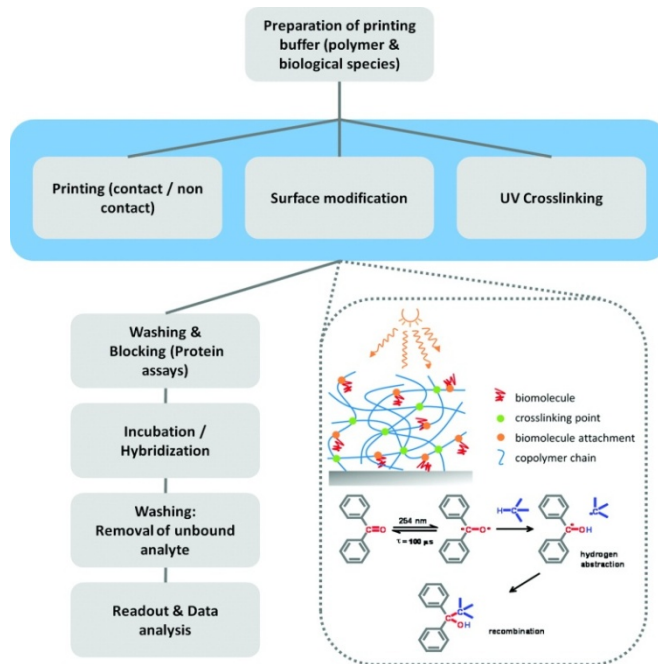 Preparation of printing
buffer (polymer &
biological species)
Printing (contact / non
contact)
Surface modification
UV Crosslinking
Washing &
Blocking (Protein
assays)
Incubation /
Hybridization
Washing:
Removal of unbound
analyte
Readout & Data
analysis
biomolecule
crosslinking point
biomolecule attachment
copolymer chain
C=O
254 nm
τ = 100 μs
C-O
H-C
C-OH
C
hydrogen
abstraction
C-C
OH
recombination